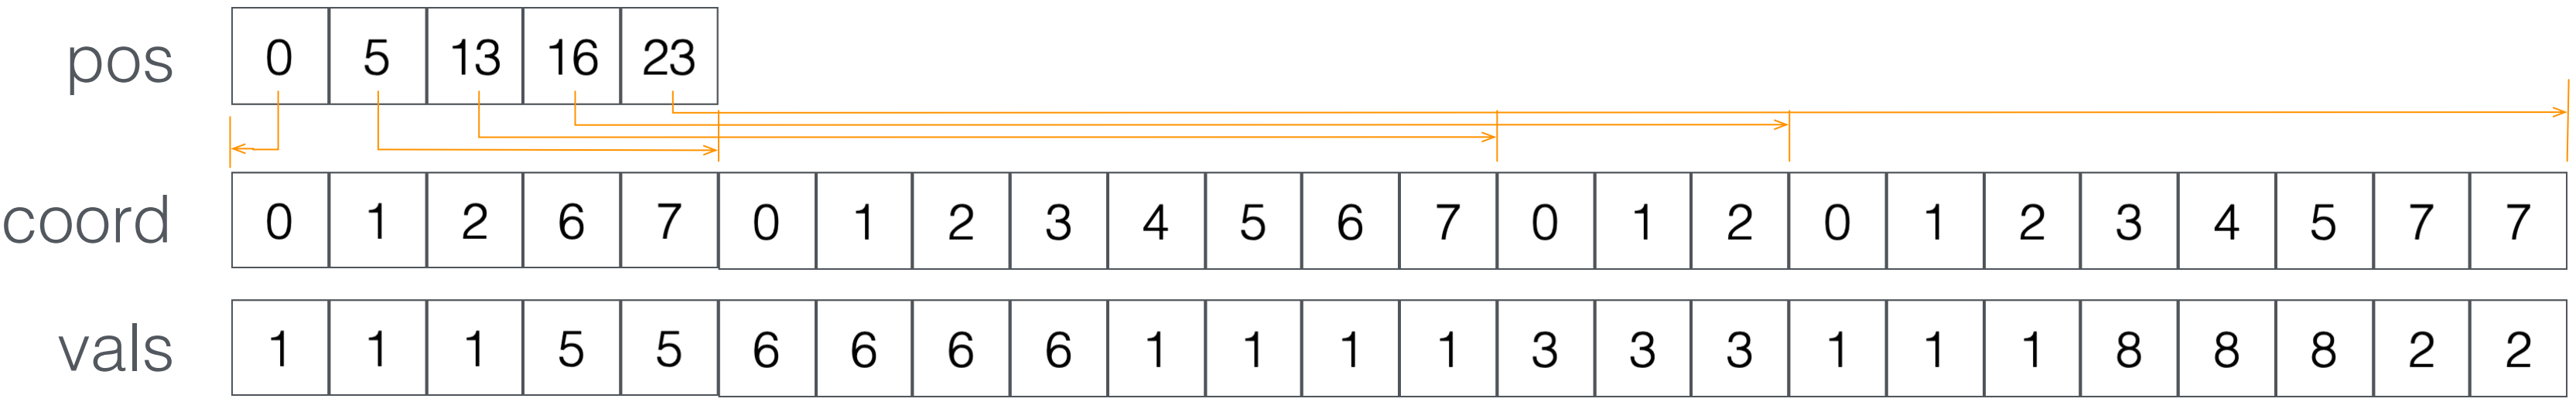 pos 0 5 13 16 23
coord 0 1 2 6 7 0 1 2 3 4 5 6 7 0 1 2 0 1 2 3 4 5 7 7
vals 1 1 1 5 5 6 6 6 6 1 1 1 1 3 3 3 1 1 1 8 8 8 2 2